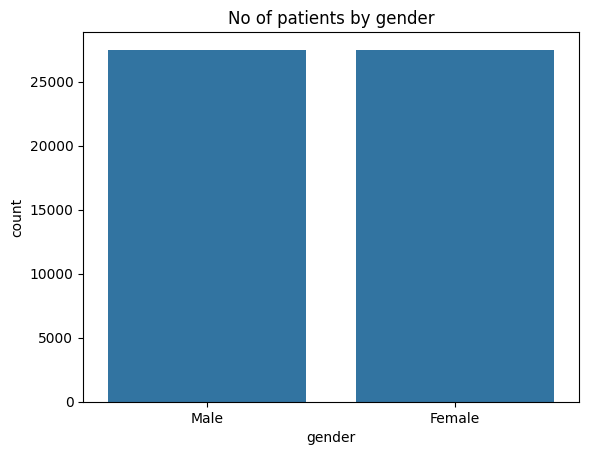 No of patients by gender
count
25000
20000
15000
10000
5000
0
Male
Female
gender